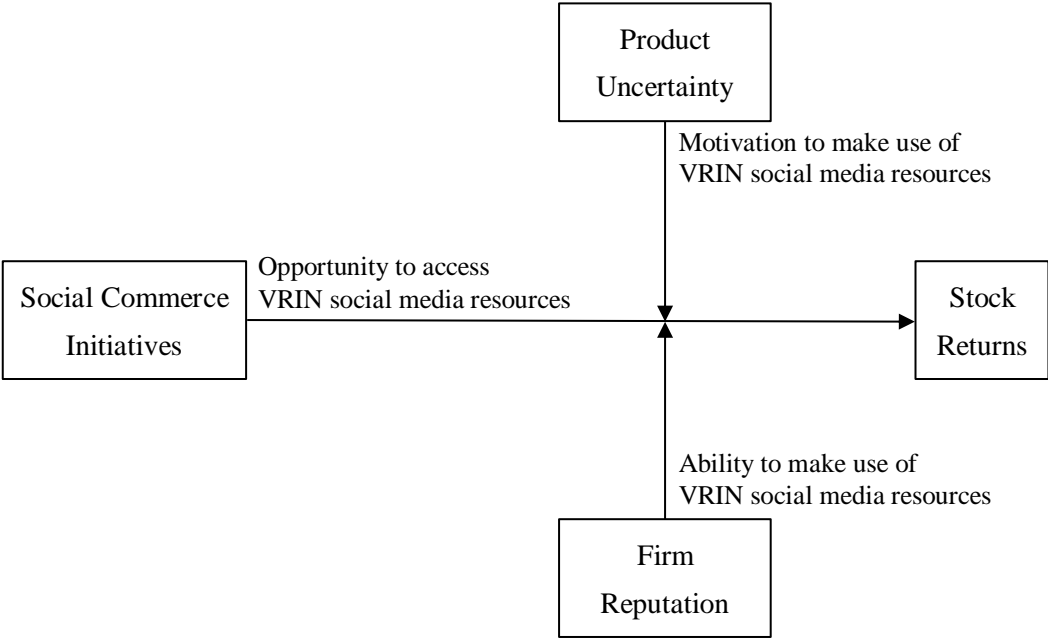 Product
Uncertainty
Motivation to make use of
VRIN social media resources
Opportunity to access
VRIN social media resources
Social Commerce
Initiatives
Stock
Returns
Ability to make use of
VRIN social media resources
Firm
Reputation